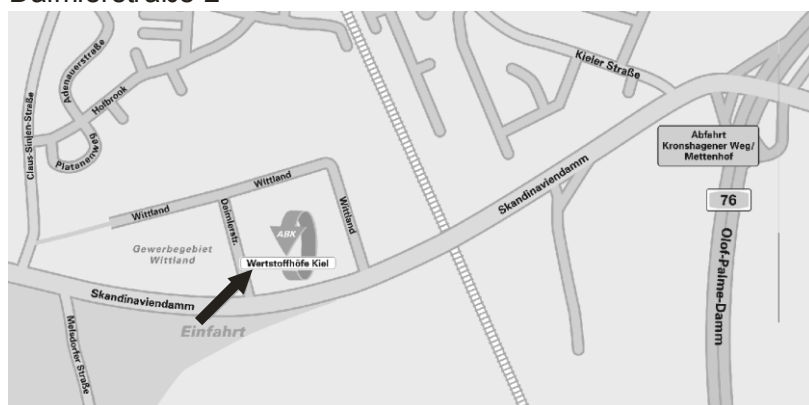 Daimlerstraße 2
Claus-Sinjen-Straße
Adenauerstraße
Holbrook
Platanenweg
Kieler Straße
Abfahrt
Kronshagener Weg/
Mettenhof
76
Olof-Palme-Damm
Skandinaviendamm
Wittland
Wittland
Wittland
Daimlerstr.
ABK
Gewerbegebiet
Wittland
Wertstoffhöfe Kiel
Skandinaviendamm
Einfahrt
Melsdorfer Straße